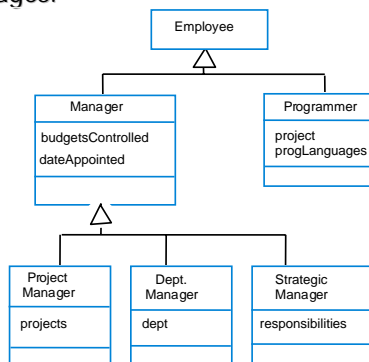 Employee
Manager
budgetsControlled
dateAppointed
Programmer
project
progLanguages
Project
Manager
projects
Dept.
Manager
dept
Strategic
Manager
responsibilities